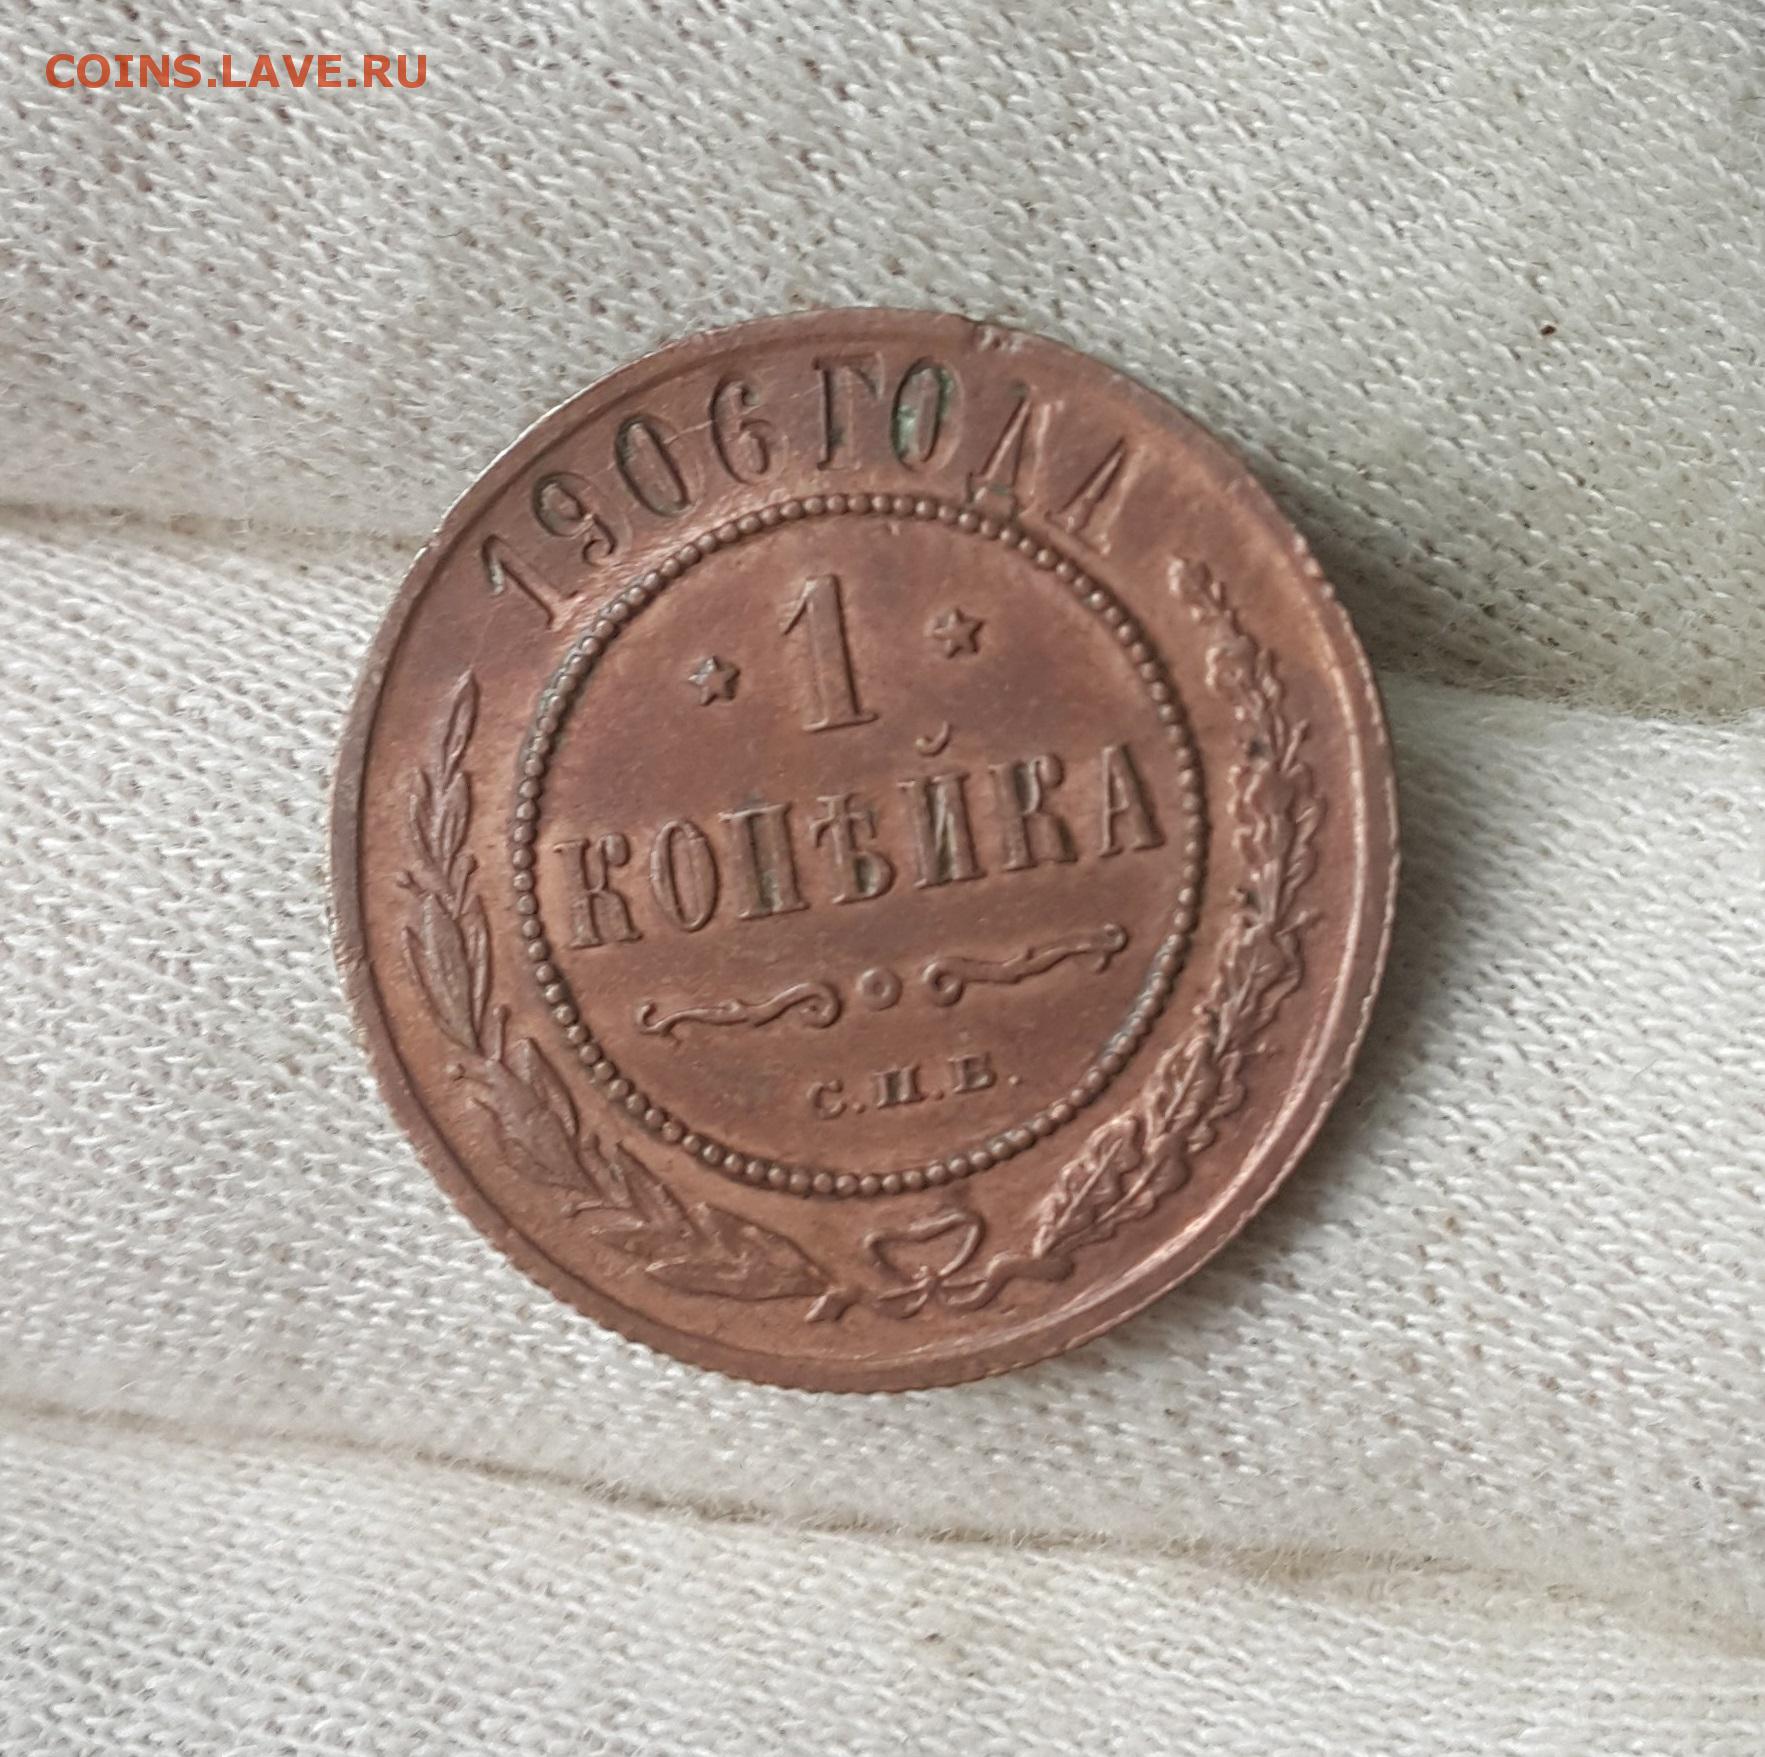 COINS.LAVE.RU
1906 ГОДА
1
КОПѢЙКА
С.П.Б.